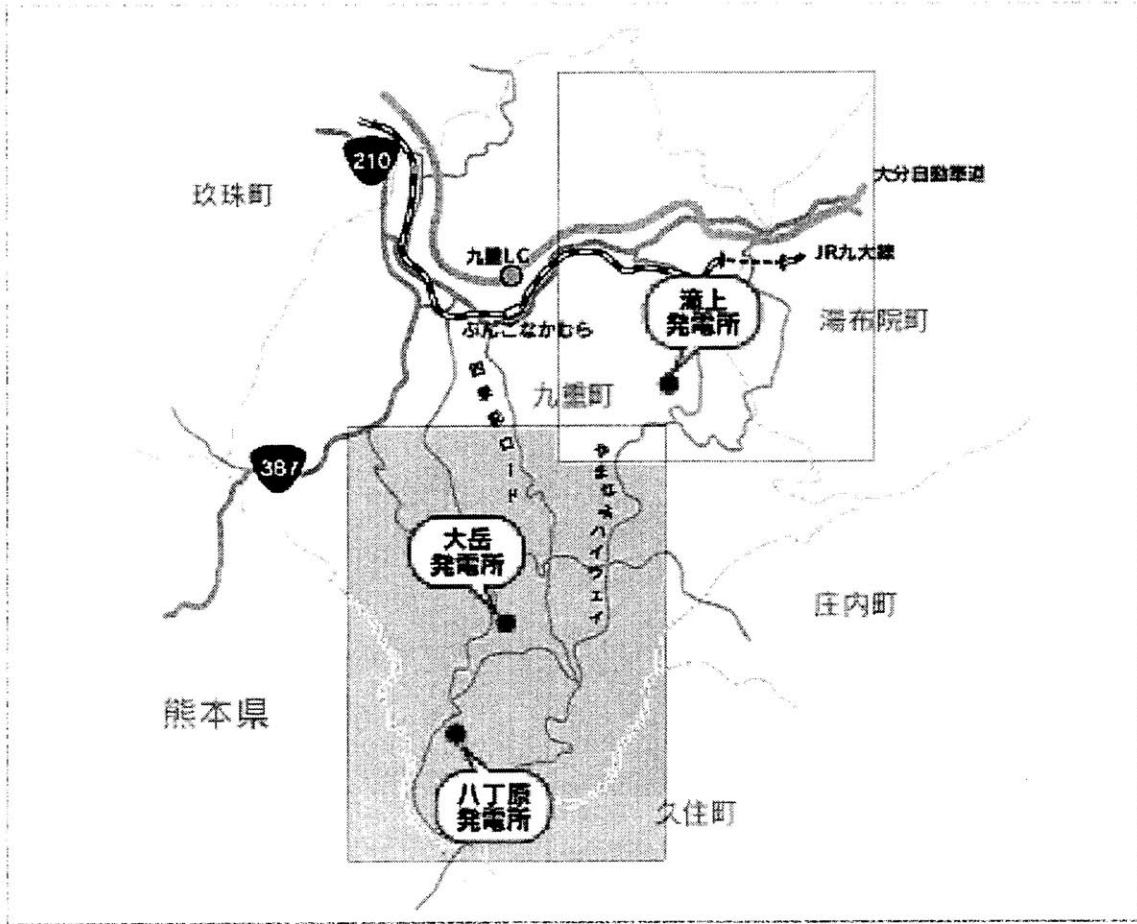 210
玖珠町
大分自動車道
九重I.C
JR九大線
滝上
発電所
湯布院町
ぶんごなかむら
九重町
四季彩ロード
387
やまなみハイウェイ
大岳
発電所
庄内町
熊本県
八丁原
発電所
久住町